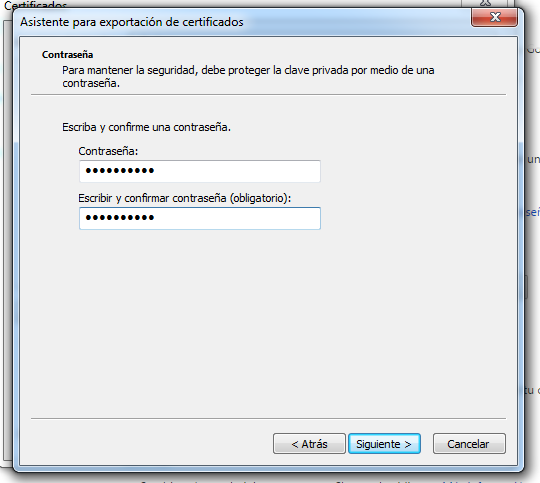 Certificados
Asistente para exportación de certificados
Contraseña
Para mantener la seguridad, debe proteger la clave privada por medio de una
contraseña.
Escriba y confirme una contraseña.
Contraseña:
••••••••••
Escribir y confirmar contraseña (obligatorio):
••••••••••
< Atrás
Siguiente >
Cancelar